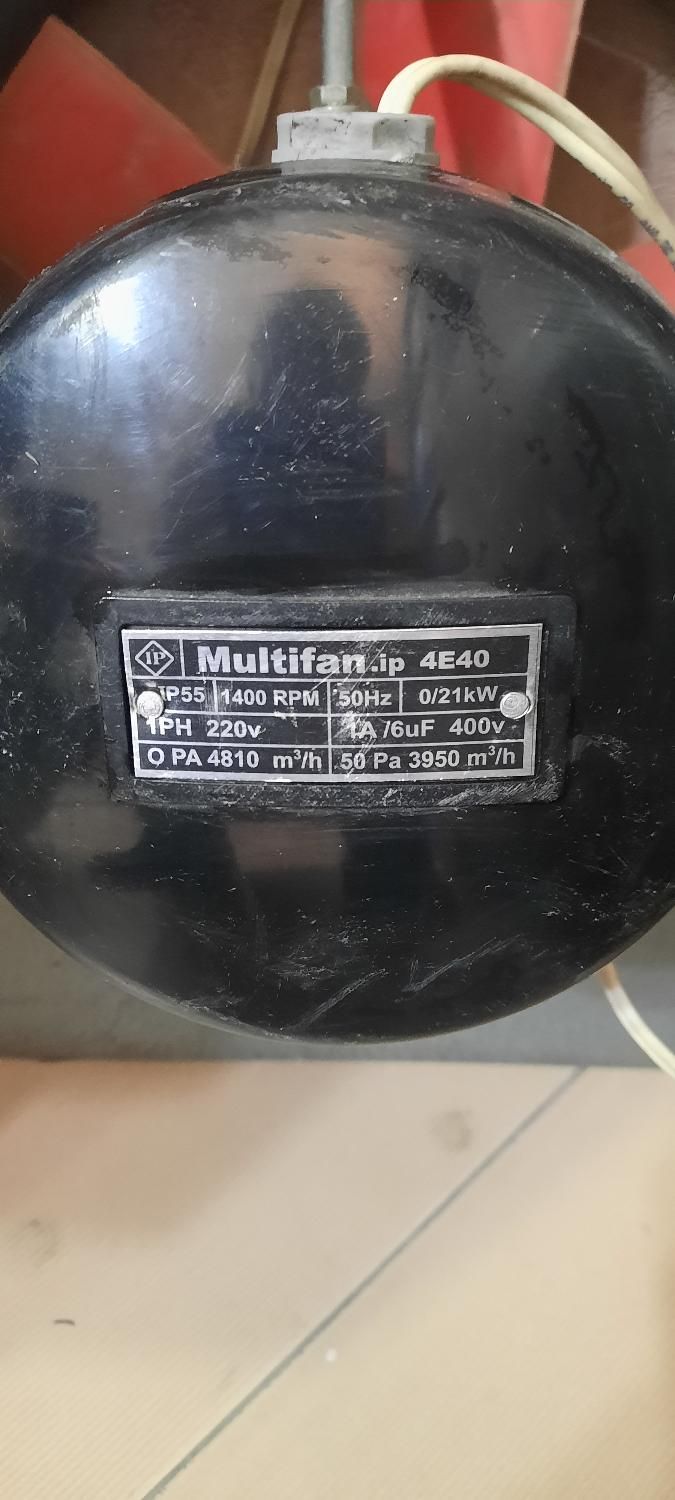 IP Multifan.ip 4E40
IP55 1400 RPM 50Hz 0/21kW
1PH 220v 1A /6uF 400v
O PA 4810 m³/h 50 Pa 3950 m³/h